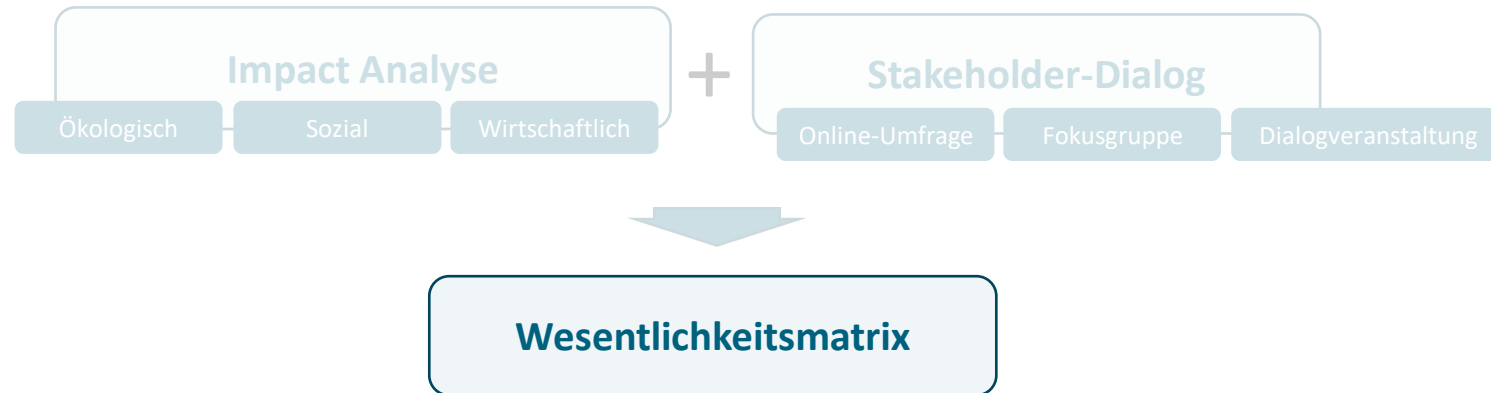 Impact Analyse
Ökologisch
Sozial
Wirtschaftlich
+
Stakeholder-Dialog
Online-Umfrage
Fokusgruppe
Dialogveranstaltung
Wesentlichkeitsmatrix